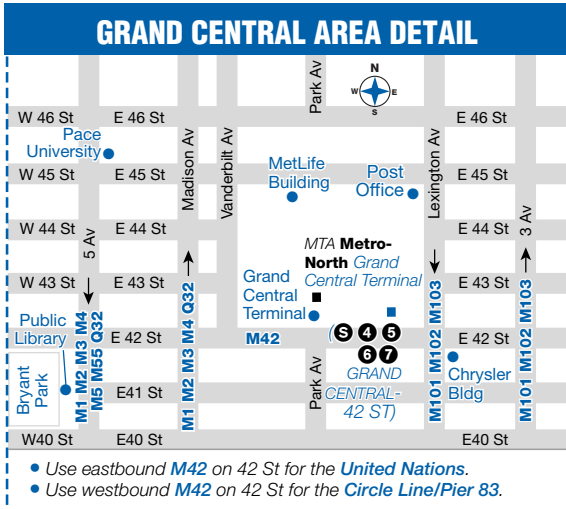 GRAND CENTRAL AREA DETAIL
N
W E
S
Park Av
W 46 St E 46 St E 46 St
Pace
University
Madison Av
Vanderbilt Av
MetLife
Building
Post
Office
Lexington Av
W 45 St E 45 St E 45 St
W 44 St E 44 St E 44 St
5 Av
3 Av
MTA Metro-
North Grand
Central Terminal
W 43 St E 43 St E 43 St
Grand
Central
Terminal
Public
Library
M1 M2 M3 M4
M5 M55 Q32
M1 M2 M3 M4 Q32
M101 M102 M103
M101 M102 M103
E 42 St M42 E 42 St
(S 4 5
6 7
GRAND
CENTRAL-
42 ST)
Chrysler
Bldg
Bryant
Park
Park Av
E41 St
W40 St E40 St E40 St
• Use eastbound M42 on 42 St for the United Nations.
• Use westbound M42 on 42 St for the Circle Line/Pier 83.